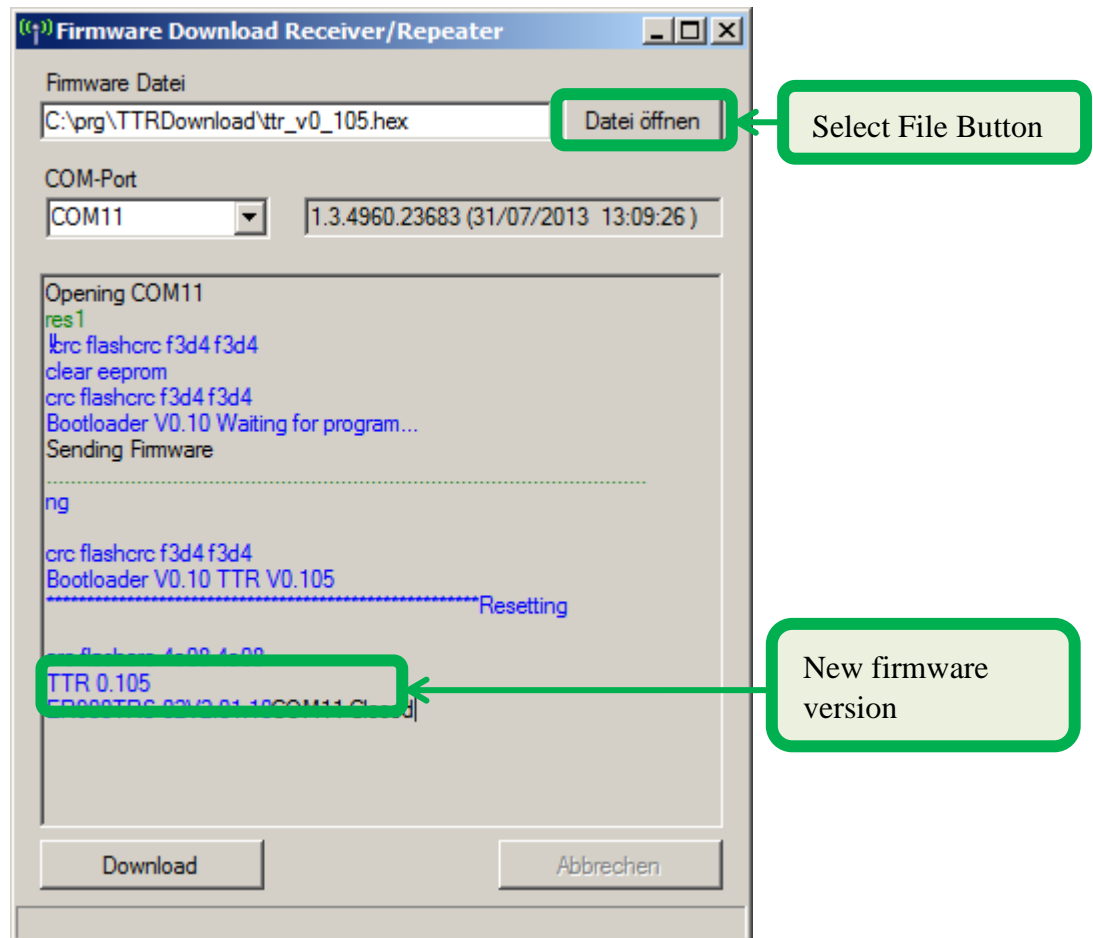 Firmware Download Receiver/Repeater
Firmware Datei
C:\prg\TTRDownload\ttr_v0_105.hex
Datei öffnen
Select File Button
COM-Port
COM11
1.3.4960.23683 (31/07/2013 13:09:26 )
Opening COM11
res1
crc flashcrc f3d4 f3d4
clear eeprom
crc flashcrc f3d4 f3d4
Bootloader V0.10 Waiting for program...
Sending Firmware
ng
crc flashcrc f3d4 f3d4
Bootloader V0.10 TTR V0.105
******************************************************Resetting
TTR 0.105
COM11 Closed
New firmware
version
Download
Abbrechen